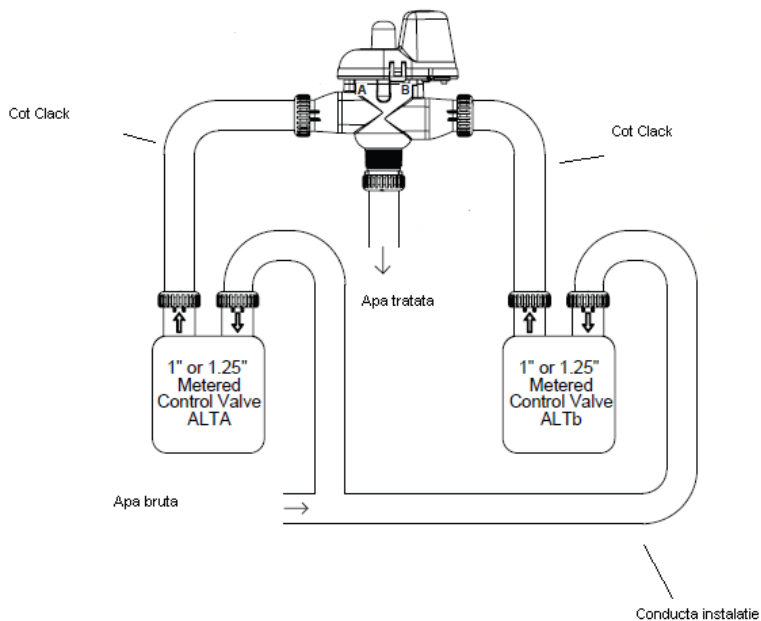 A B
Cot Clack
Cot Clack
Apa tratata
1" or 1.25"
Metered
Control Valve
ALTA
1" or 1.25"
Metered
Control Valve
ALTb
Apa bruta
Conducta instalatie